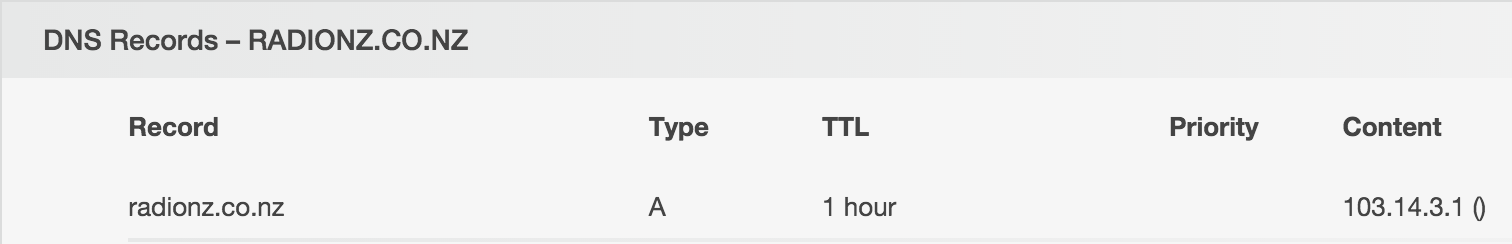 DNS Records – RADIONZ.CO.NZ
Record Type TTL Priority Content
radionz.co.nz A 1 hour 103.14.3.1 ()